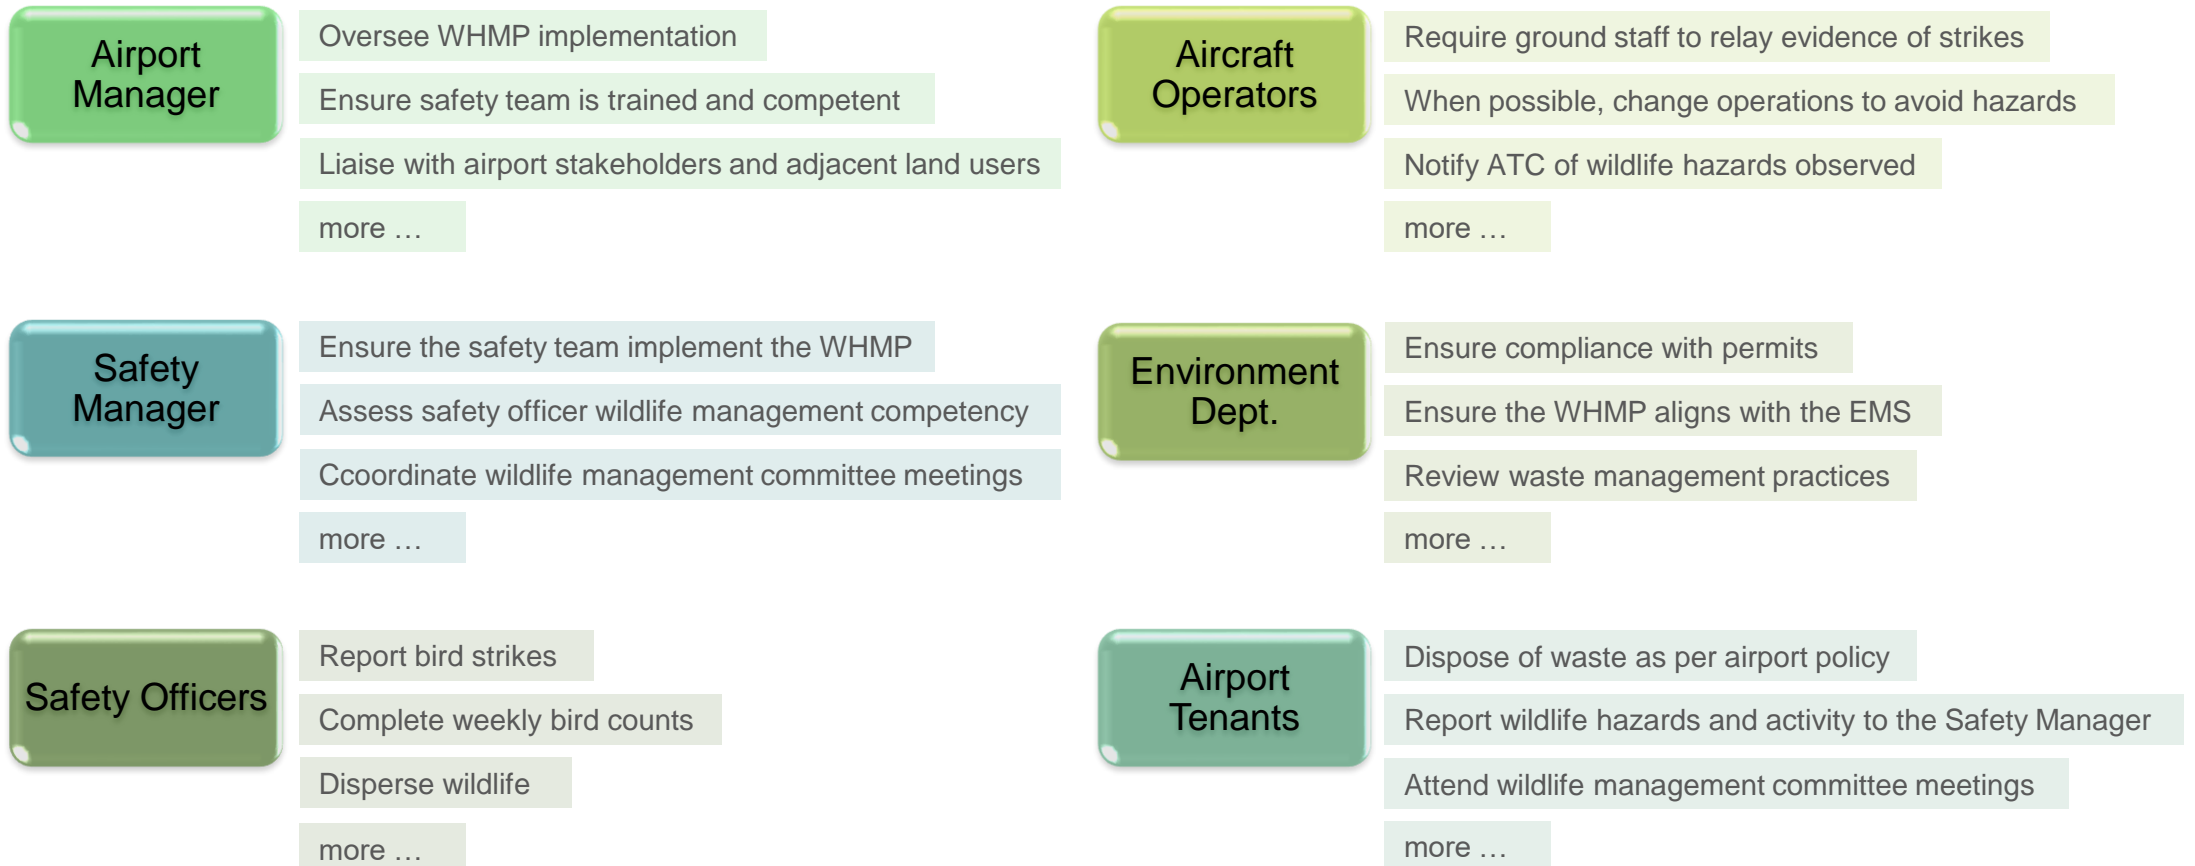 Airport
Manager
Oversee WHMP implementation
Ensure safety team is trained and competent
Liaise with airport stakeholders and adjacent land users
more …
Aircraft
Operators
Require ground staff to relay evidence of strikes
When possible, change operations to avoid hazards
Notify ATC of wildlife hazards observed
more …
Safety
Manager
Ensure the safety team implement the WHMP
Assess safety officer wildlife management competency
Ccoordinate wildlife management committee meetings
more …
Environment
Dept.
Ensure compliance with permits
Ensure the WHMP aligns with the EMS
Review waste management practices
more …
Safety Officers
Report bird strikes
Complete weekly bird counts
Disperse wildlife
more …
Airport
Tenants
Dispose of waste as per airport policy
Report wildlife hazards and activity to the Safety Manager
Attend wildlife management committee meetings
more …